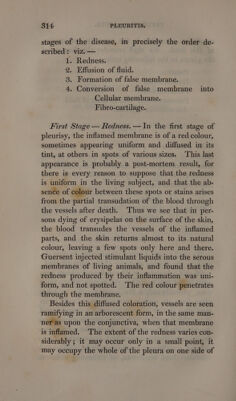 314 PLEURITIS.
stages of the disease, in precisely the order de-
scribed: viz. —
1. Redness.
2. Effusion of fluid.
3. Formation of false membrane.
4. Conversion of false membrane into
Cellular membrane.
Fibro-cartilage.
First Stage — Redness. — In the first stage of
pleurisy, the inflamed membrane is of a red colour,
sometimes appearing uniform and diffused in its
tint, at others in spots of various sizes. This last
appearance is probably a post-mortem result, for
there is every reason to suppose that the redness
is uniform in the living subject, and that the ab-
sence of colour between these spots or stains arises
from the partial transudation of the blood through
the vessels after death. Thus we see that in per-
sons dying of erysipelas on the surface of the skin,
the blood transudes the vessels of the inflamed
parts, and the skin returns almost to its natural
colour, leaving a few spots only here and there.
Guersent injected stimulant liquids into the serous
membranes of living animals, and found that the
redness produced by their inflammation was uni-
form, and not spotted. The red colour penetrates
through the membrane.
Besides this diffused coloration, vessels are seen
ramifying in an arborescent form, in the same man-
ner as upon the conjunctiva, when that membrane
is inflamed. The extent of the redness varies con-
siderably; it may occur only in a small point, it
may occupy the whole of the pleura on one side of